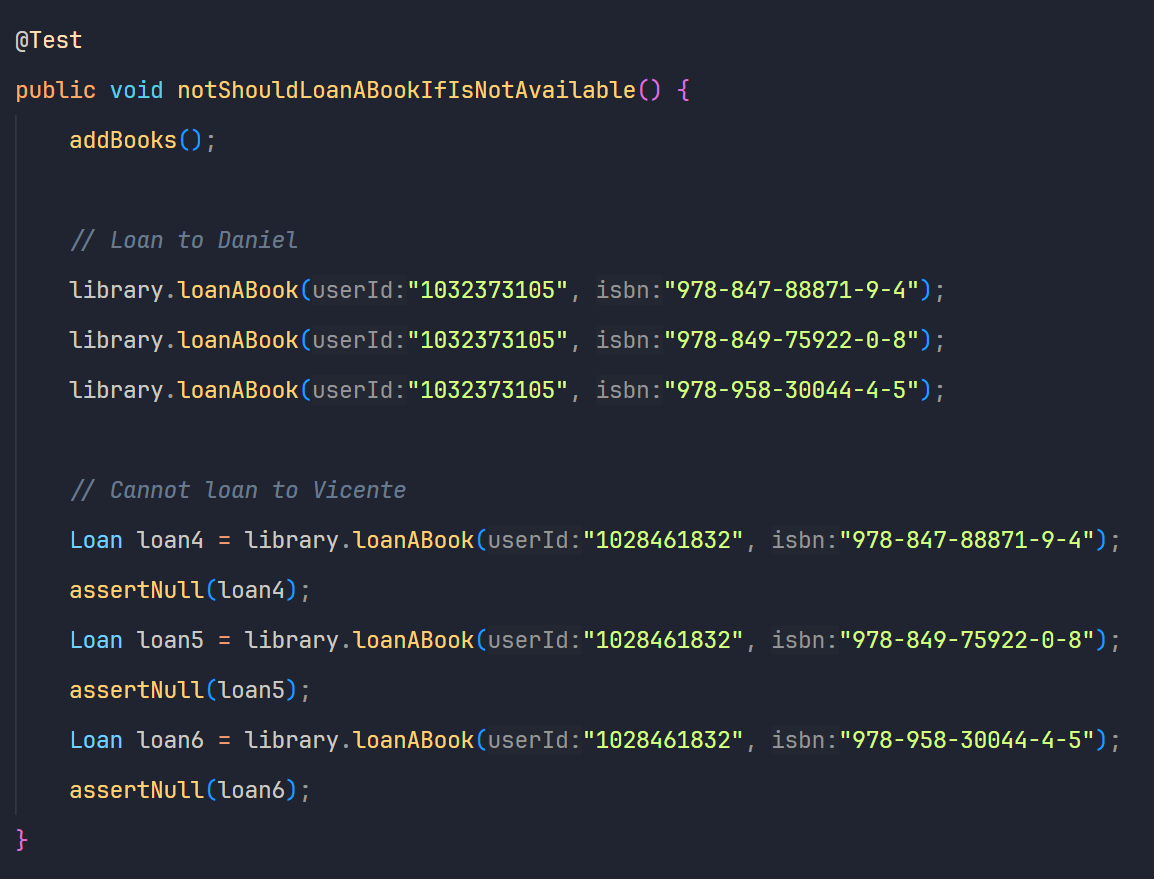 @Test
public void notShouldLoanABookIfIsNotAvailable() {
addBooks();
// Loan to Daniel
library.loanABook(userId:"1032373105", isbn:"978-847-88871-9-4");
library.loanABook(userId:"1032373105", isbn:"978-849-75922-0-8");
library.loanABook(userId:"1032373105", isbn:"978-958-30044-4-5");
// Cannot loan to Vicente
Loan loan4 = library.loanABook(userId:"1028461832", isbn:"978-847-88871-9-4");
assertNull(loan4);
Loan loan5 = library.loanABook(userId:"1028461832", isbn:"978-849-75922-0-8");
assertNull(loan5);
Loan loan6 = library.loanABook(userId:"1028461832", isbn:"978-958-30044-4-5");
assertNull(loan6);
}